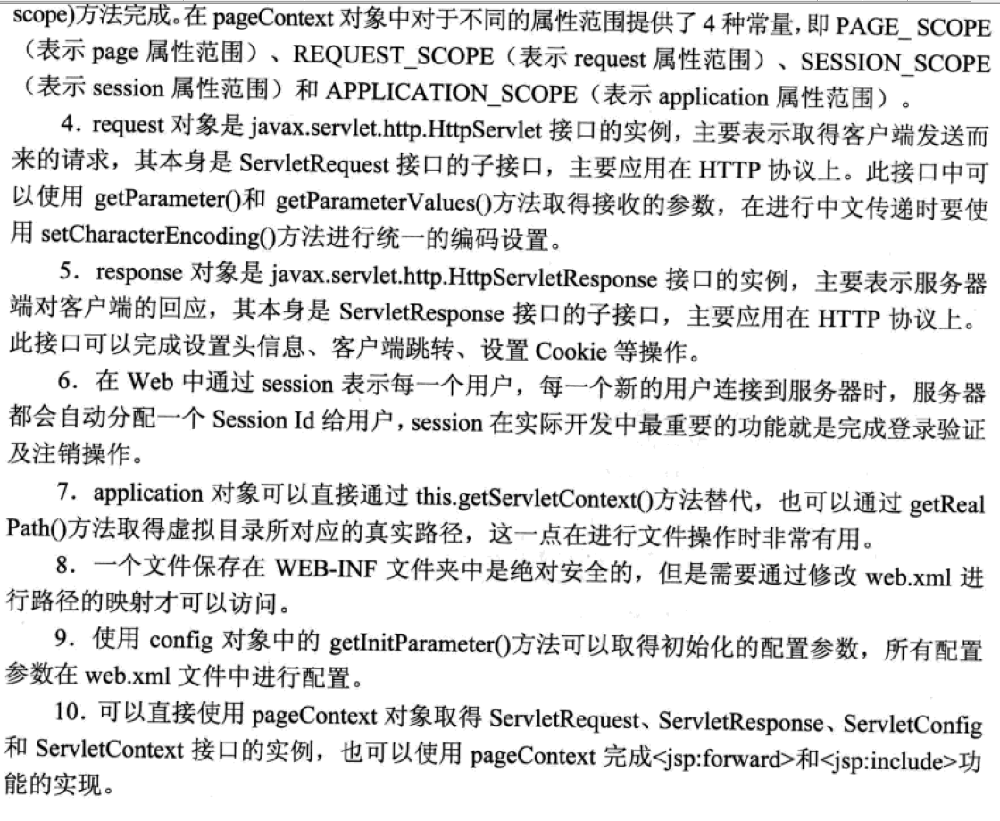 scope)方法完成。在 pageContext 对象中对于不同的属性范围提供了 4 种常量，即 PAGE_ SCOPE
（表示 page 属性范围）、REQUEST_SCOPE（表示 request 属性范围）、SESSION_SCOPE
（表示 session 属性范围）和 APPLICATION_SCOPE（表示 application 属性范围）。
4．request 对象是 javax.servlet.http.HttpServlet 接口的实例，主要表示取得客户端发送而
来的请求，其本身是 ServletRequest 接口的子接口，主要应用在 HTTP 协议上。此接口中可
以使用 getParameter()和 getParameterValues()方法取得接收的参数，在进行中文传递时要使
用 setCharacterEncoding()方法进行统一的编码设置。
5．response 对象是 javax.servlet.http.HttpServletResponse 接口的实例，主要表示服务器
端对客户端的回应，其本身是 ServletResponse 接口的子接口，主要应用在 HTTP 协议上。
此接口可以完成设置头信息、客户端跳转、设置 Cookie 等操作。
6．在 Web 中通过 session 表示每一个用户，每一个新的用户连接到服务器时，服务器
都会自动分配一个 Session Id 给用户，session 在实际开发中最重要的功能就是完成登录验证
及注销操作。
7．application 对象可以直接通过 this.getServletContext()方法替代，也可以通过 getReal
Path()方法取得虚拟目录所对应的真实路径，这一点在进行文件操作时非常有用。
8．一个文件保存在 WEB-INF 文件夹中是绝对安全的，但是需要通过修改 web.xml 进
行路径的映射才可以访问。
9．使用 config 对象中的 getInitParameter()方法可以取得初始化的配置参数，所有配置
参数在 web.xml 文件中进行配置。
10．可以直接使用 pageContext 对象取得 ServletRequest、ServletResponse、ServletConfig
和 ServletContext 接口的实例，也可以使用 pageContext 完成<jsp:forward>和<jsp:include>功
能的实现。